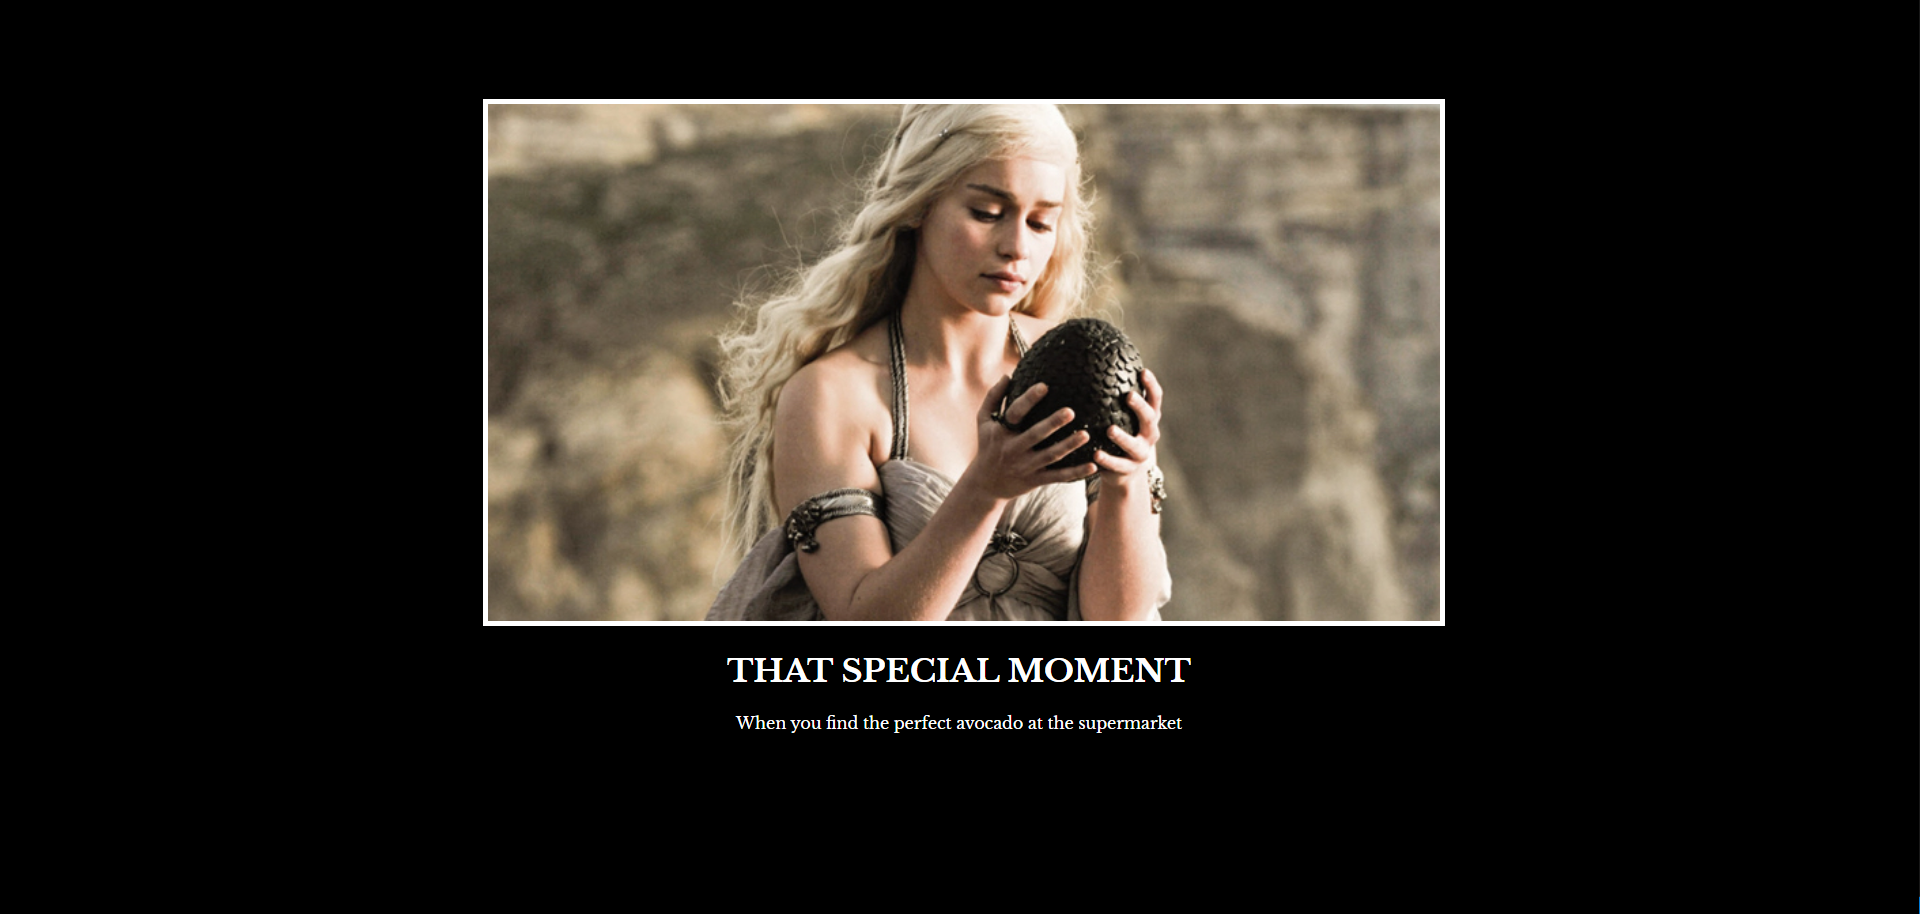 THAT SPECIAL MOMENT
When you find the perfect avocado at the supermarket